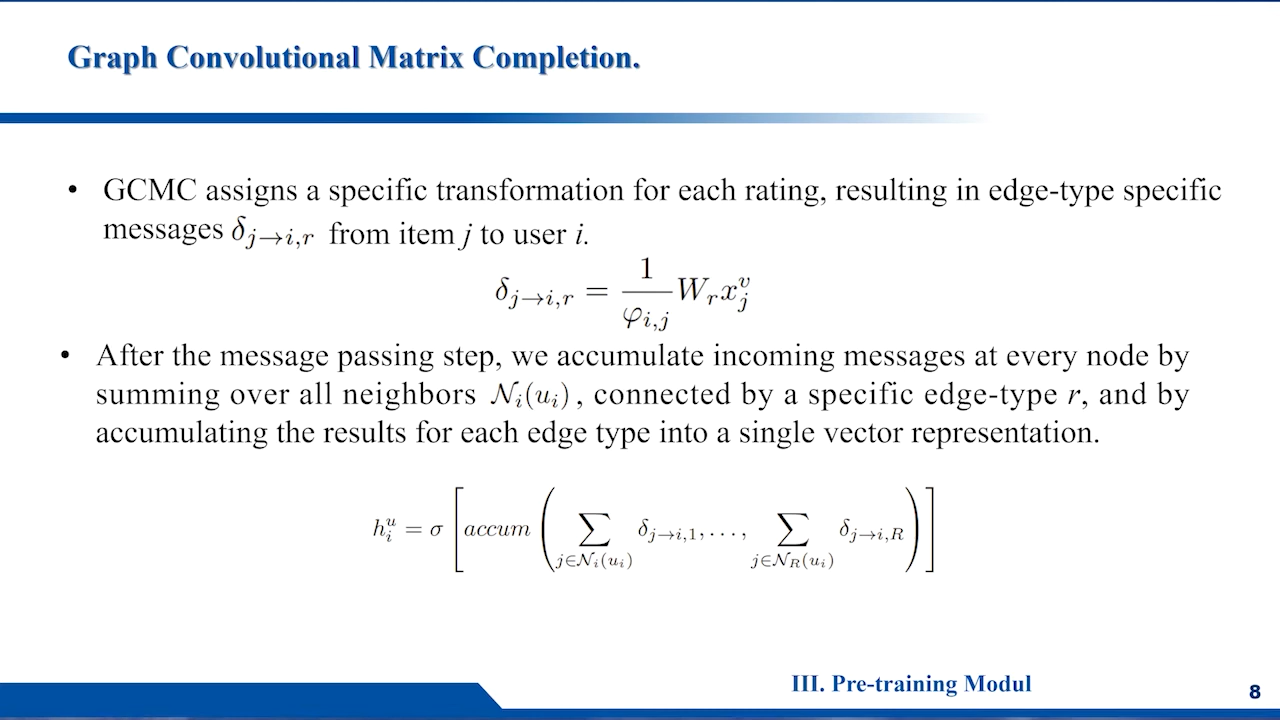 Graph Convolutional Matrix Completion.
• GCMC assigns a specific transformation for each rating, resulting in edge-type specific
messages δ_{j→i,r} from item j to user i.
δ_{j→i,r} = \frac{1}{φ_{i,j}} W_r x_j^v
• After the message passing step, we accumulate incoming messages at every node by
summing over all neighbors 𝒩_i(u_i), connected by a specific edge-type r, and by
accumulating the results for each edge type into a single vector representation.
h_i^u = σ [ accum ( ∑_{j∈𝒩_i(u_i)} δ_{j→i,1}, . . . , ∑_{j∈𝒩_R(u_i)} δ_{j→i,R} ) ]
III. Pre-training Modul
8